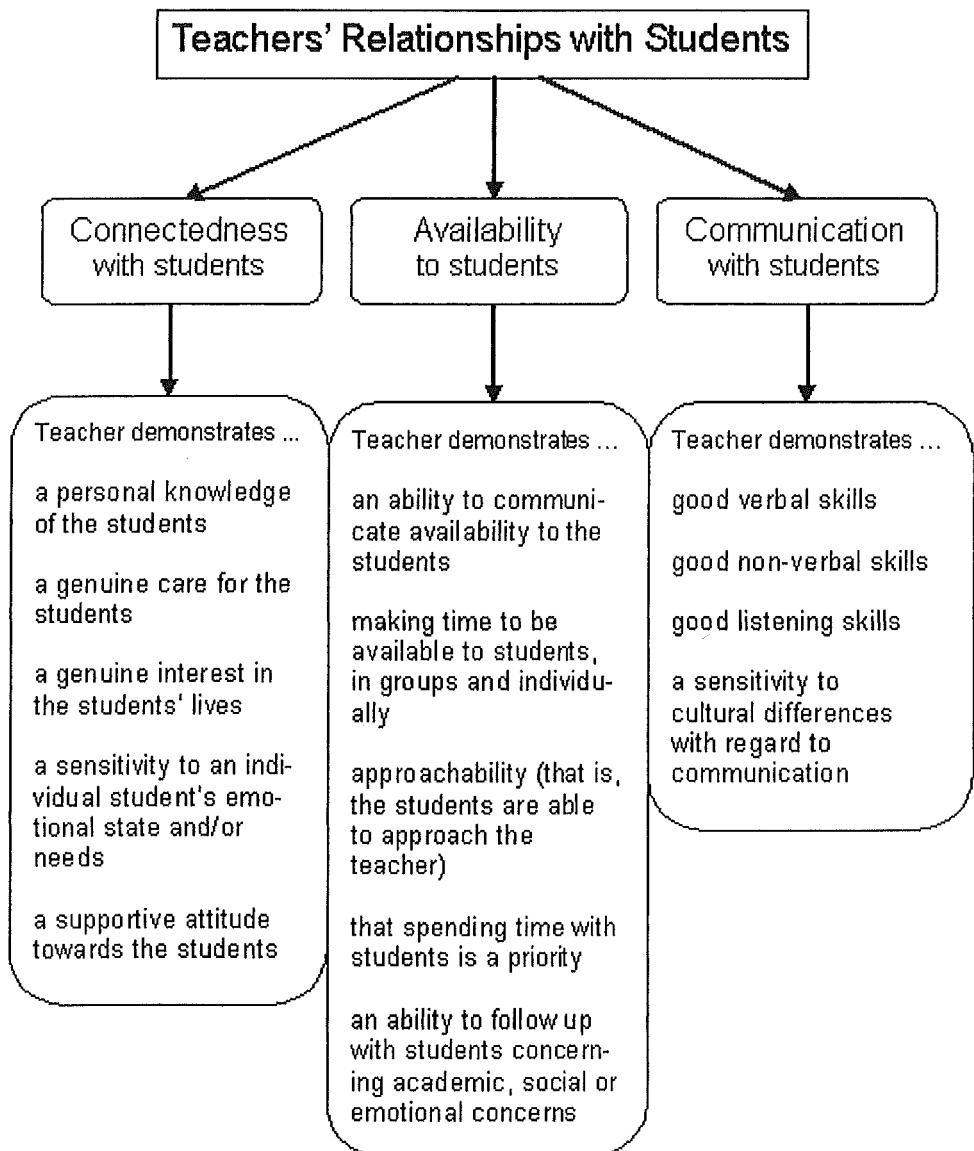 Teachers' Relationships with Students
Connectedness
with students
Availability
to students
Communication
with students
Teacher demonstrates ...
a personal knowledge
of the students
a genuine care for the
students
a genuine interest in
the students' lives
a sensitivity to an indi-
vidual student's emo-
tional state and/or
needs
a supportive attitude
towards the students
Teacher demonstrates ...
an ability to communi-
cate availability to the
students
making time to be
available to students,
in groups and individu-
ally
approachability (that is,
the students are able
to approach the
teacher)
that spending time with
students is a priority
an ability to follow up
with students concern-
ing academic, social or
emotional concerns
Teacher demonstrates ...
good verbal skills
good non-verbal skills
good listening skills
a sensitivity to
cultural differences
with regard to
communication